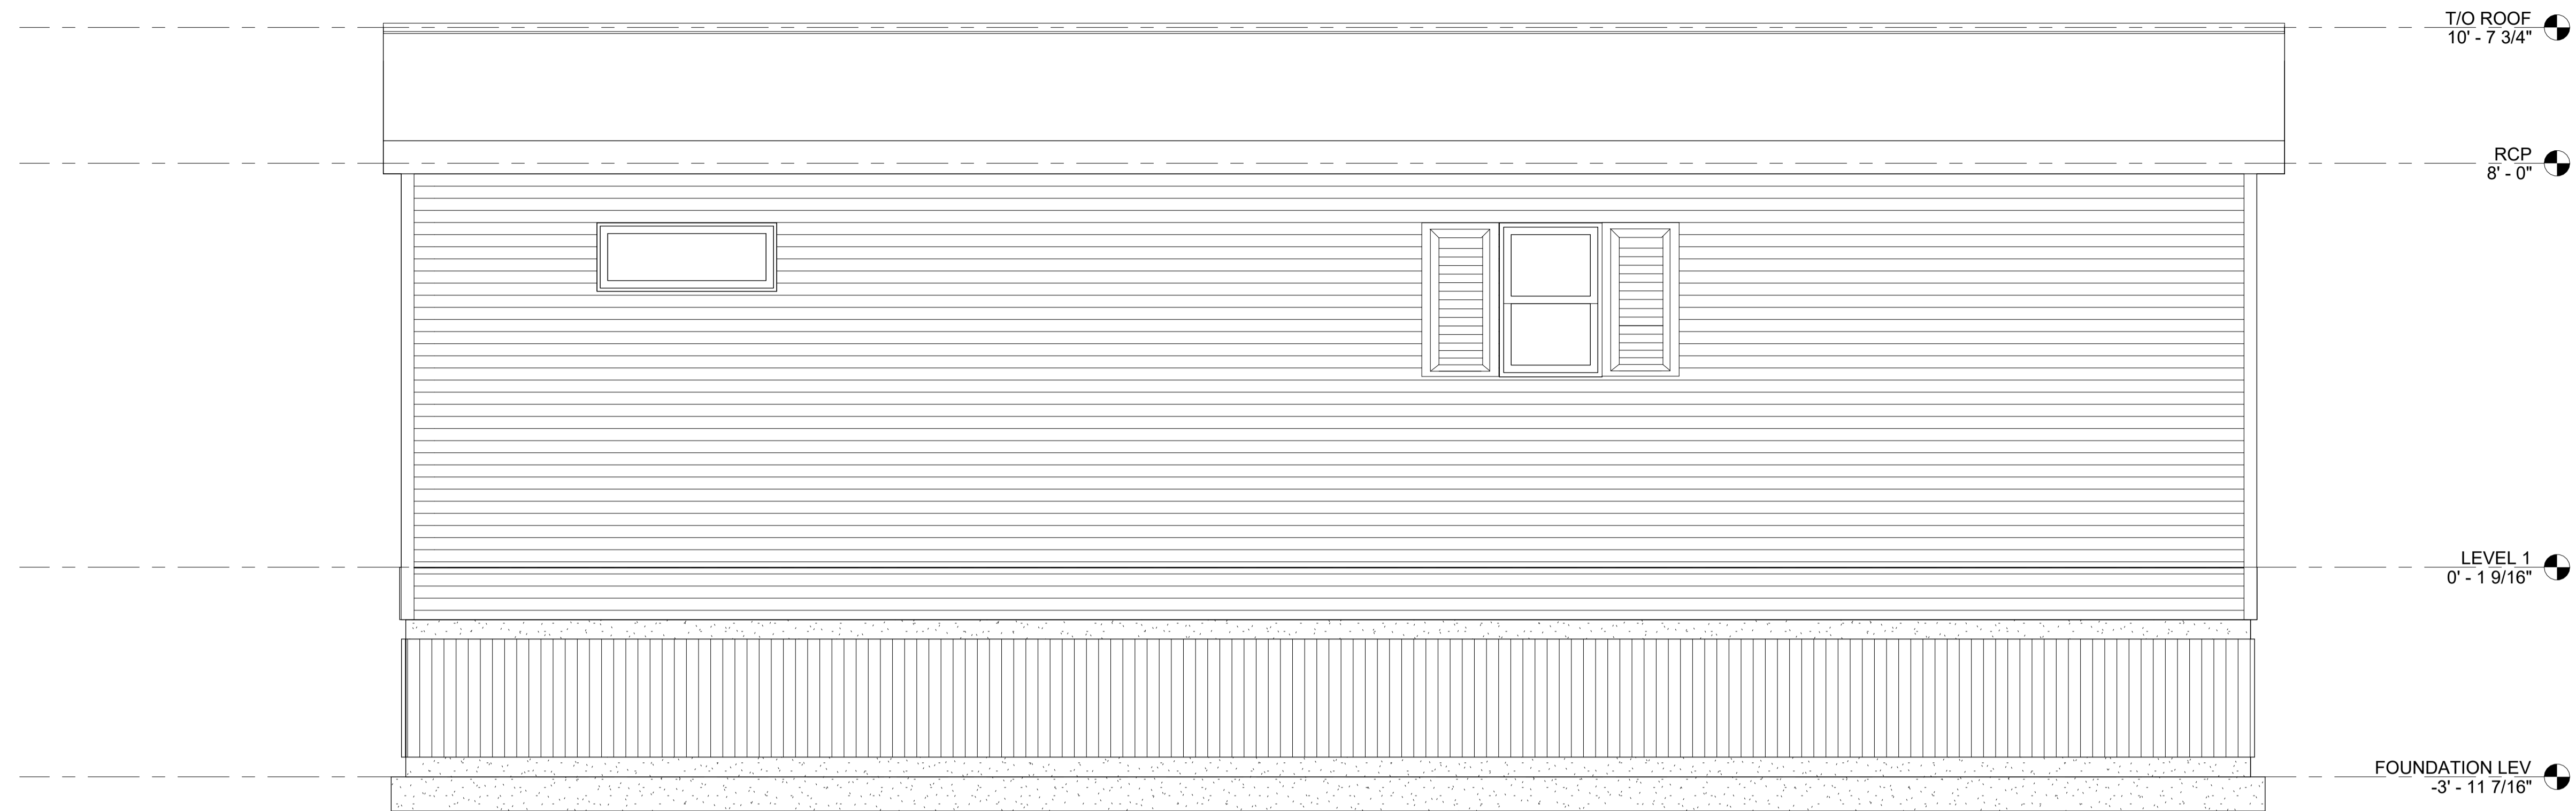 T/O ROOF
10' - 7 3/4"
RCP
8' - 0"
LEVEL 1
0' - 1 9/16"
FOUNDATION LEV
-3' - 11 7/16"